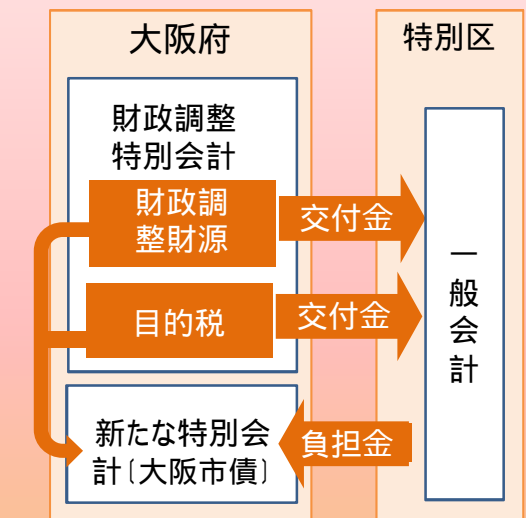 大阪府
財政調整
特別会計
財政調
整財源
目的税
新たな特別会
計〔大阪市債〕
交付金
交付金
負担金
特別区
一般会計